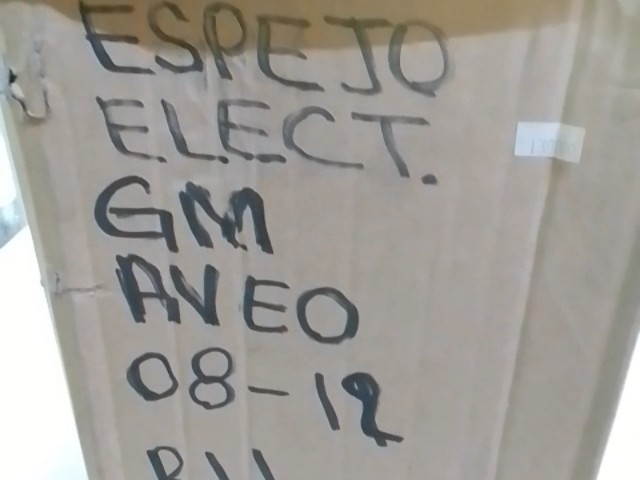 ESPEJO
ELECT.
GM
AVEO
08-12